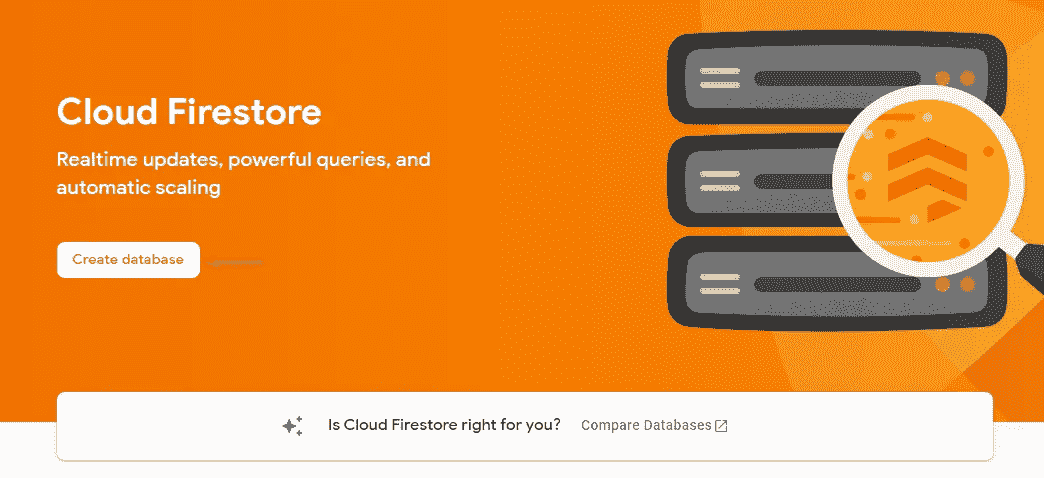 Cloud Firestore
Realtime updates, powerful queries, and
automatic scaling
Create database
Is Cloud Firestore right for you? Compare Databases